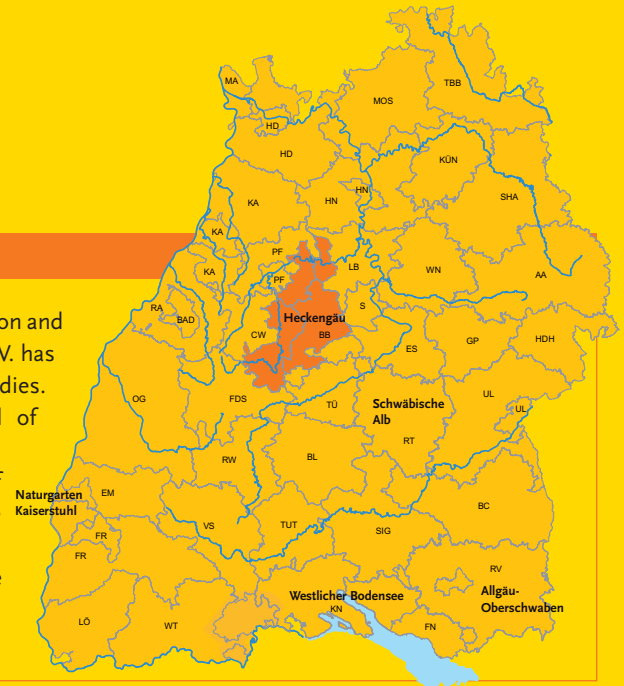 MA
TBB
MOS
HD
HD
KÜN
HN
HN
KA
SHA
KA
PF
KA
PF
LB
WN
AA
on and
RA
BAD
S
Heckengäu
V. has
CW
BB
ES
GP
HDH
dies.
OG
FDS
TÜ
Schwäbische
Alb
UL
UL
of
RT
RW
BL
Naturgarten
Kaiserstuhl
EM
BC
FR
VS
TUT
SIG
FR
RV
Westlicher Bodensee
KN
Allgäu-
Oberschwaben
LÖ
WT
FN